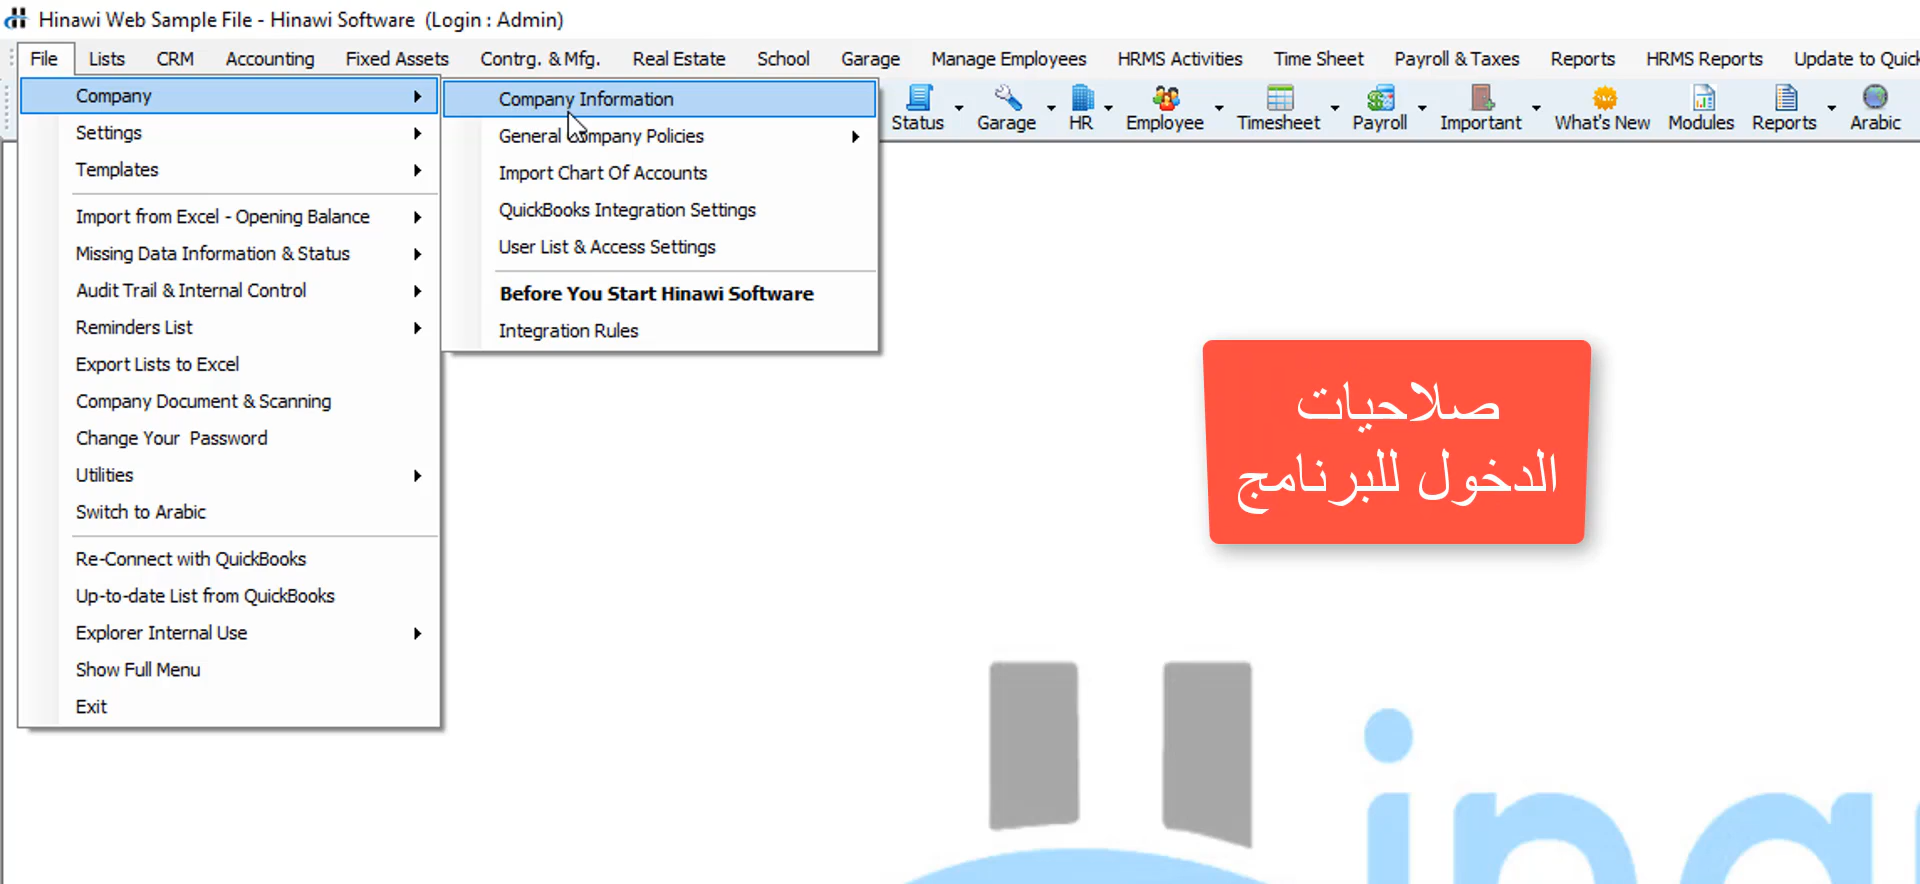 Hinawi Web Sample File - Hinawi Software (Login : Admin)
File Lists CRM Accounting Fixed Assets Contrg. & Mfg. Real Estate School Garage Manage Employees HRMS Activities Time Sheet Payroll & Taxes Reports HRMS Reports Update to Quick
Status Garage HR Employee Timesheet Payroll Important What's New Modules Reports Arabic
Company
Settings
Templates
Import from Excel - Opening Balance
Missing Data Information & Status
Audit Trail & Internal Control
Reminders List
Export Lists to Excel
Company Document & Scanning
Change Your Password
Utilities
Switch to Arabic
Re-Connect with QuickBooks
Up-to-date List from QuickBooks
Explorer Internal Use
Show Full Menu
Exit
Company Information
General Company Policies
Import Chart Of Accounts
QuickBooks Integration Settings
User List & Access Settings
Before You Start Hinawi Software
Integration Rules
صلاحيات
الدخول للبرنامج